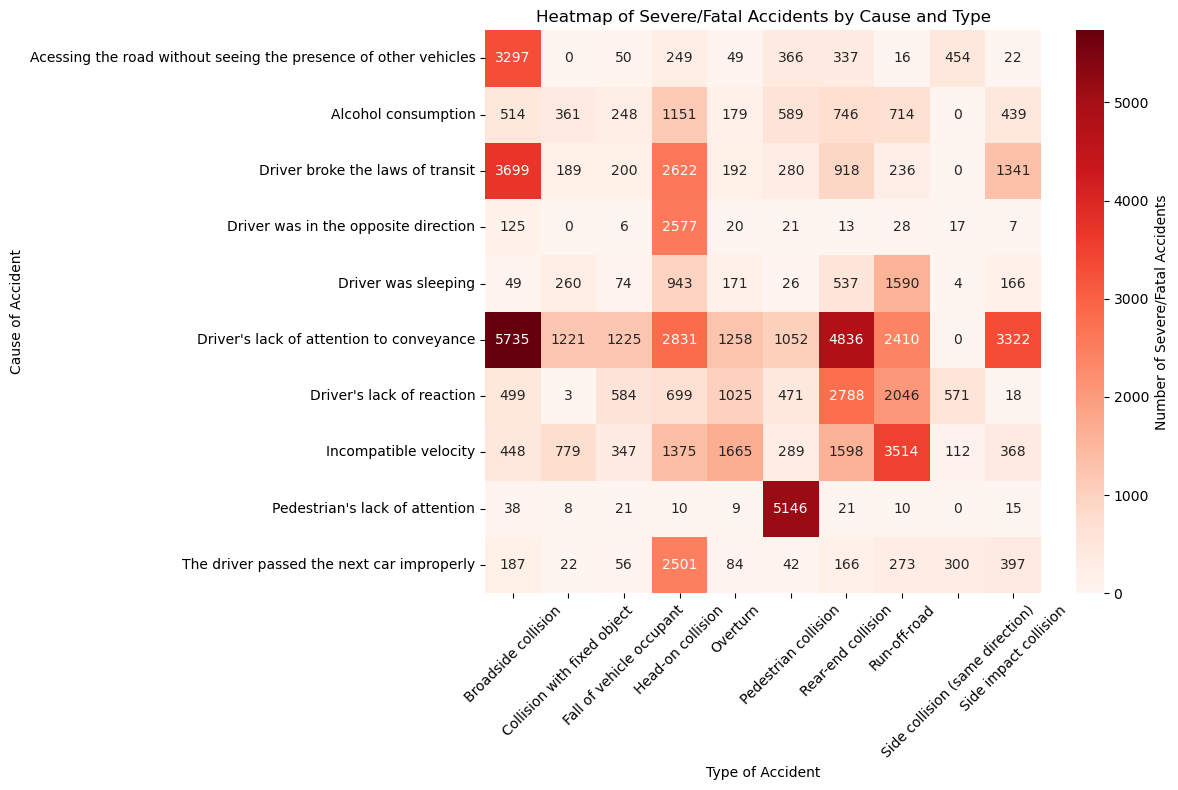 Heatmap of Severe/Fatal Accidents by Cause and Type
Acessing the road without seeing the presence of other vehicles 3297 0 50 249 49 366 337 16 454 22
Alcohol consumption 514 361 248 1151 179 589 746 714 0 439
Driver broke the laws of transit 3699 189 200 2622 192 280 918 236 0 1341
Driver was in the opposite direction 125 0 6 2577 20 21 13 28 17 7
Driver was sleeping 49 260 74 943 171 26 537 1590 4 166
Driver's lack of attention to conveyance 5735 1221 1225 2831 1258 1052 4836 2410 0 3322
Driver's lack of reaction 499 3 584 699 1025 471 2788 2046 571 18
Incompatible velocity 448 779 347 1375 1665 289 1598 3514 112 368
Pedestrian's lack of attention 38 8 21 10 9 5146 21 10 0 15
The driver passed the next car improperly 187 22 56 2501 84 42 166 273 300 397
Cause of Accident
Broadside collision
Collision with fixed object
Fall of vehicle occupant
Head-on collision
Overturn
Pedestrian collision
Rear-end collision
Run-off-road
Side collision (same direction)
Side impact collision
Type of Accident
5000
4000
3000
2000
1000
0
Number of Severe/Fatal Accidents